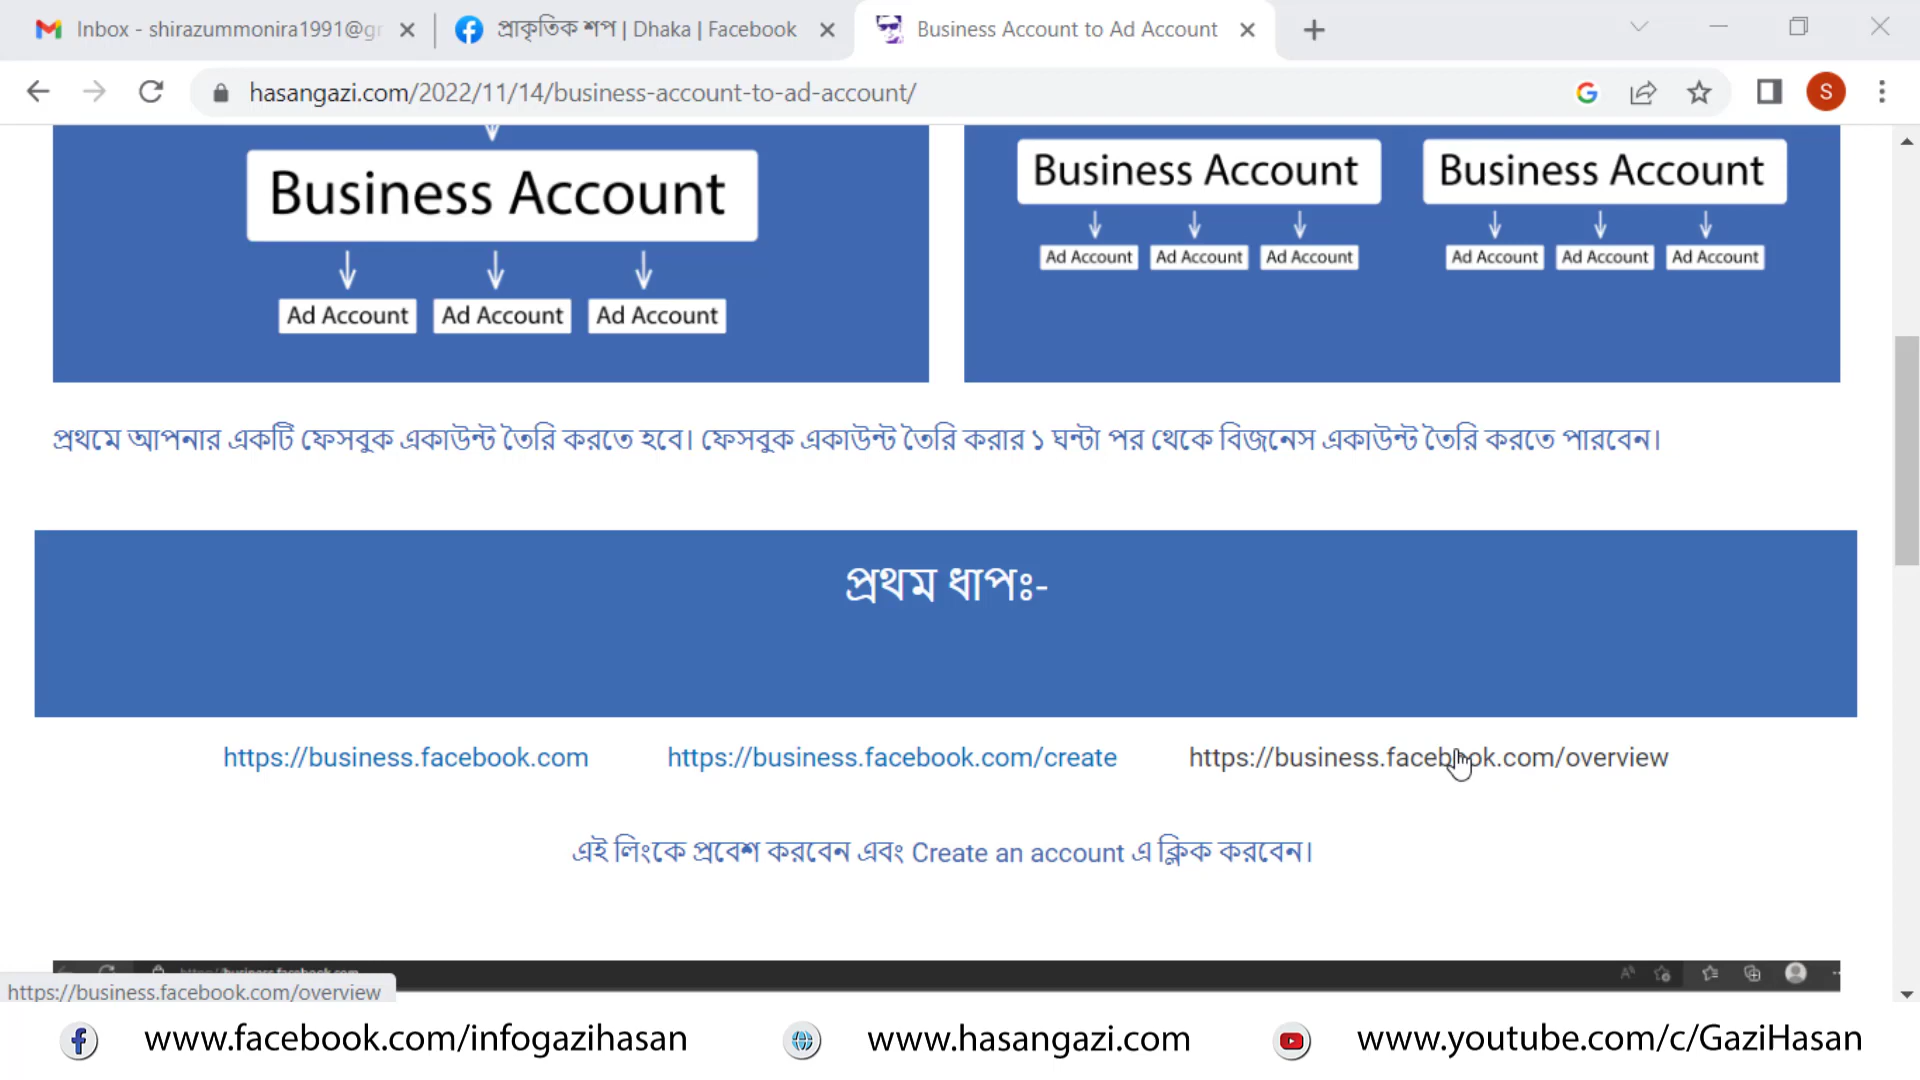 Inbox - shirazummonira1991@gr
প্রাকৃতিক শপ | Dhaka | Facebook
Business Account to Ad Account
hasangazi.com/2022/11/14/business-account-to-ad-account/
S
Business Account
Ad Account Ad Account Ad Account
Business Account Business Account
Ad Account Ad Account Ad Account Ad Account Ad Account Ad Account
প্রথমে আপনার একটি ফেসবুক একাউন্ট তৈরি করতে হবে। ফেসবুক একাউন্ট তৈরি করার ১ ঘন্টা পর থেকে বিজনেস একাউন্ট তৈরি করতে পারবেন।
প্রথম ধাপঃ-
https://business.facebook.com https://business.facebook.com/create https://business.facebook.com/overview
এই লিংকে প্রবেশ করবেন এবং Create an account এ ক্লিক করবেন।
https://business.facebook.com/overview
www.facebook.com/infogazihasan www.hasangazi.com www.youtube.com/c/GaziHasan